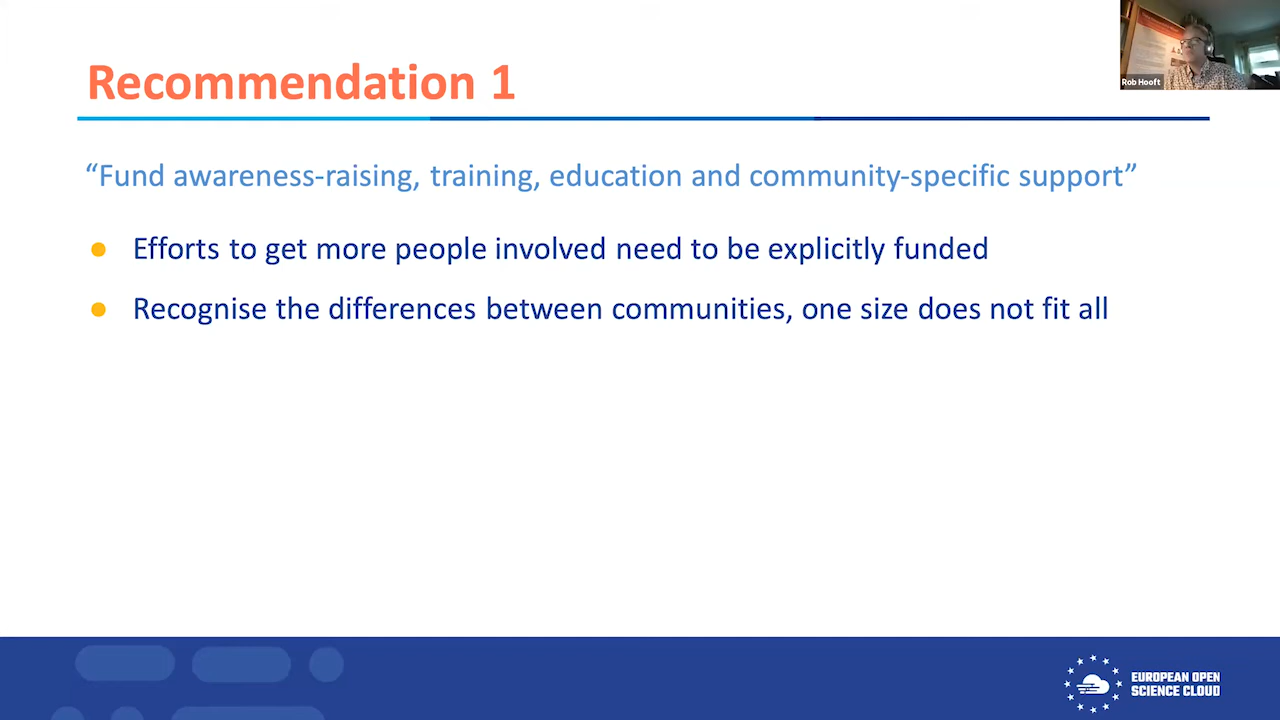 Recommendation 1
Rob Hooft
“Fund awareness-raising, training, education and community-specific support”
● Efforts to get more people involved need to be explicitly funded
● Recognise the differences between communities, one size does not fit all
EUROPEAN OPEN
SCIENCE CLOUD